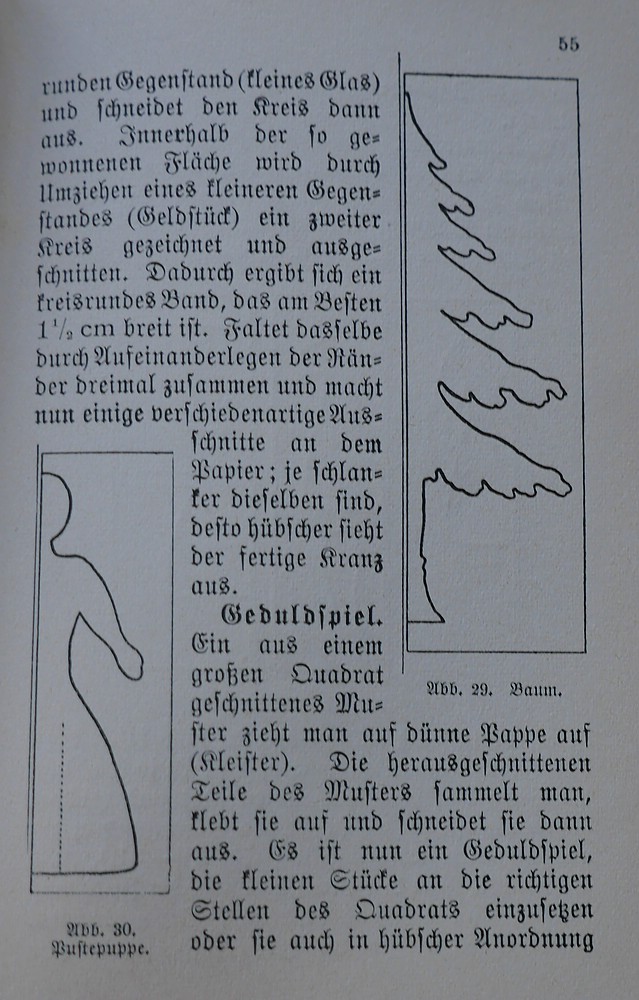 55
runden Gegenſtand (kleines Glas)
und ſchneidet den Kreis dann
aus. Innerhalb der ſo ge⸗
wonnenen Fläche wird durch
Umziehen eines kleineren Gegen⸗
ſtandes (Geldſtück) ein zweiter
Kreis gezeichnet und ausge⸗
ſchnitten. Dadurch ergibt ſich ein
kreisrundes Band, das am Beſten
1 1/2 cm breit iſt. Faltet dasſelbe
durch Aufeinanderlegen der Rän⸗
der dreimal zuſammen und macht
nun einige verſchiedenartige Aus⸗
ſchnitte an dem
Papier; je ſchlan⸗
ker dieſelben ſind,
deſto hübſcher ſieht
der fertige Kranz
aus.
Geduldſpiel.
Ein aus einem
großen Quadrat
geſchnittenes Mu⸗
ſter zieht man auf dünne Pappe auf
(Kleiſter). Die herausgeſchnittenen
Teile des Muſters ſammelt man,
klebt ſie auf und ſchneidet ſie dann
aus. Es iſt nun ein Geduldſpiel,
die kleinen Stücke an die richtigen
Stellen des Quadrats einzuſetzen
oder ſie auch in hübſcher Anordnung
Abb. 29. Baum.
Abb. 30.
Puſtepuppe.